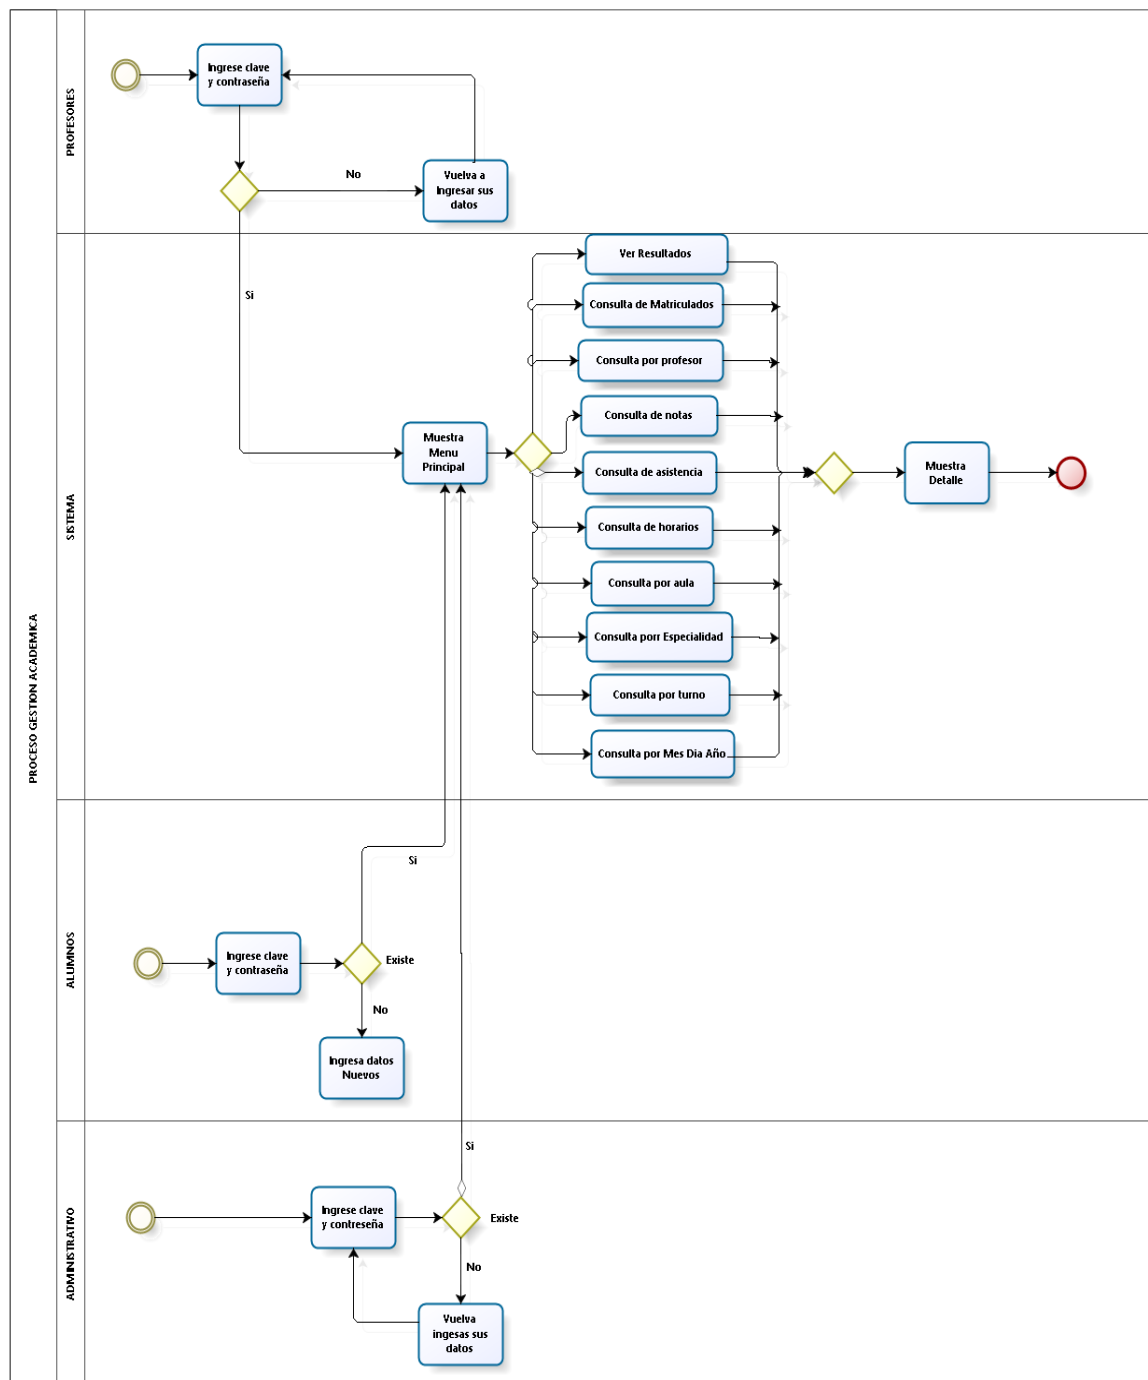 PROCESO GESTION ACADEMICA
PROFESORES
Ingrese clave
y contraseña
No
Vuelva a
Ingresar sus
datos
SISTEMA
Si
Muestra
Menu
Principal
Ver Resultados
Consulta de Matriculados
Consulta por profesor
Consulta de notas
Consulta de asistencia
Consulta de horarios
Consulta por aula
Consulta porr Especialidad
Consulta por turno
Consulta por Mes Dia Año
Muestra
Detalle
ALUMNOS
Si
Ingrese clave
y contraseña
Existe
No
Ingresa datos
Nuevos
ADMINISTRATIVO
Si
Ingrese clave
y contreseña
Existe
No
Vuelva
ingesas sus
datos